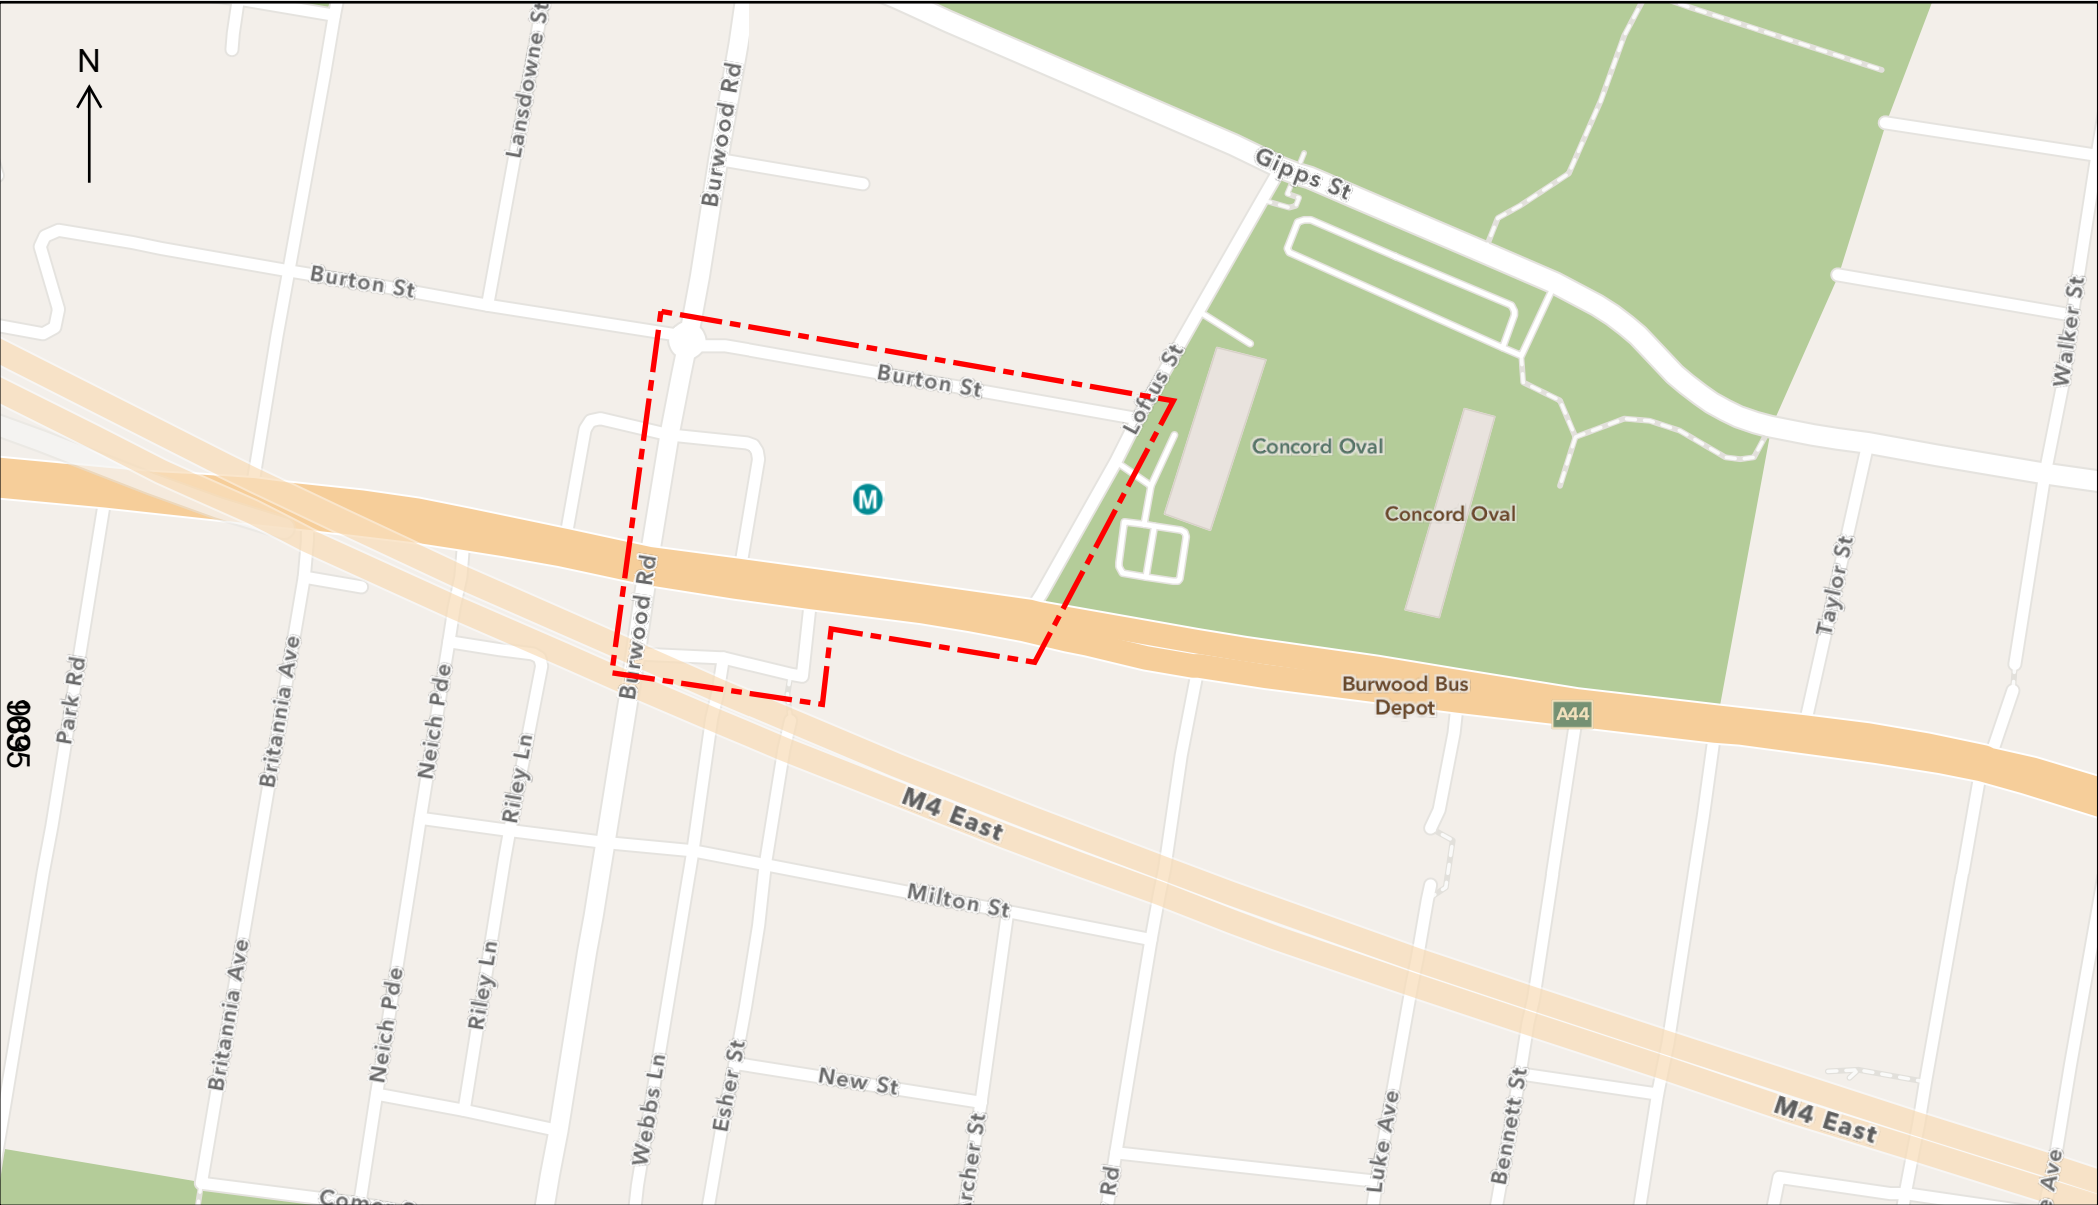 N
Lansdowne St
Burwood Rd
Gipps St
Burton St
Walker St
Burton St
Loftus St
Concord Oval
M
Concord Oval
Taylor St
Burwood Rd
Burwood Bus
Depot
A44
Park Rd
Britannia Ave
Neich Pde
Riley Ln
M4 East
Milton St
Britannia Ave
Neich Pde
Riley Ln
Webbs Ln
Esher St
New St
Rd
Luke Ave
Bennett St
M4 East
Ave